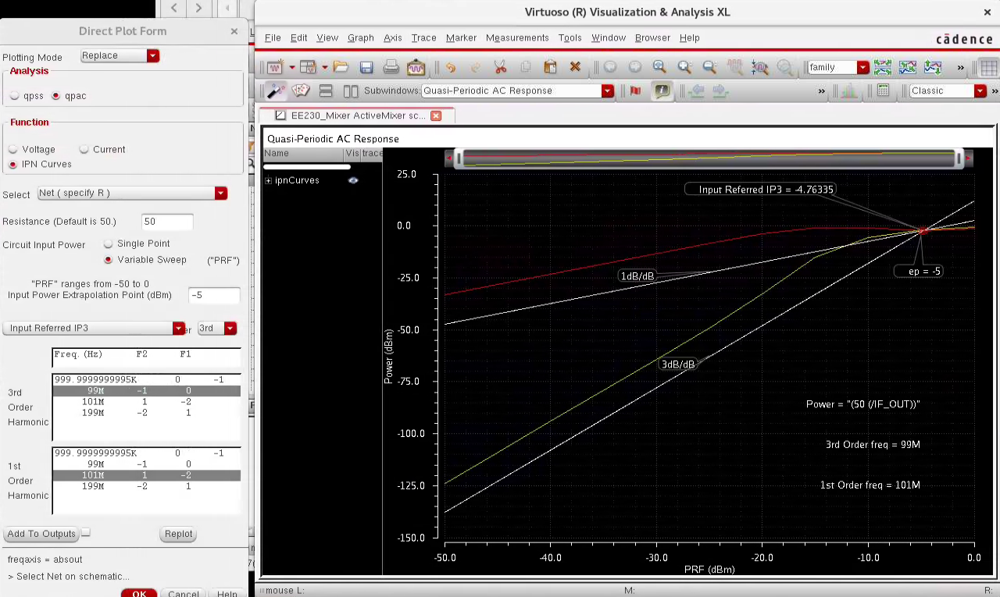 Direct Plot Form
Plotting Mode Replace
Analysis
qpss qpac
Function
Voltage Current
IPN Curves
Select Net ( specify R )
Resistance (Default is 50.) 50
Circuit Input Power Single Point
Variable Sweep ("PRF")
"PRF" ranges from -50 to 0
Input Power Extrapolation Point (dBm) -5
Input Referred IP3 er 3rd
Freq. (Hz) F2 F1
3rd
Order
Harmonic
999.9999999995K 0 -1
99M -1 0
101M 1 -2
199M -2 1
1st
Order
Harmonic
999.9999999995K 0 -1
99M -1 0
101M 1 -2
199M -2 1
Add To Outputs Replot
freqaxis = absout
> Select Net on schematic...
OK Cancel Help
Virtuoso (R) Visualization & Analysis XL
File Edit View Graph Axis Trace Marker Measurements Tools Window Browser Help
cādence
family
Subwindows: Quasi-Periodic AC Response
Classic
EE230_Mixer ActiveMixer sc...
Quasi-Periodic AC Response
Name Vis trace
ipnCurves
Power (dBm)
25.0
0.0
-25.0
-50.0
-75.0
-100.0
-125.0
-150.0
Input Referred IP3 = -4.76335
1dB/dB
ep = -5
3dB/dB
Power = "(50 (/IF_OUT))"
3rd Order freq = 99M
1st Order freq = 101M
-50.0 -40.0 -30.0 -20.0 -10.0 0.0
PRF (dBm)
mouse L: M: R: